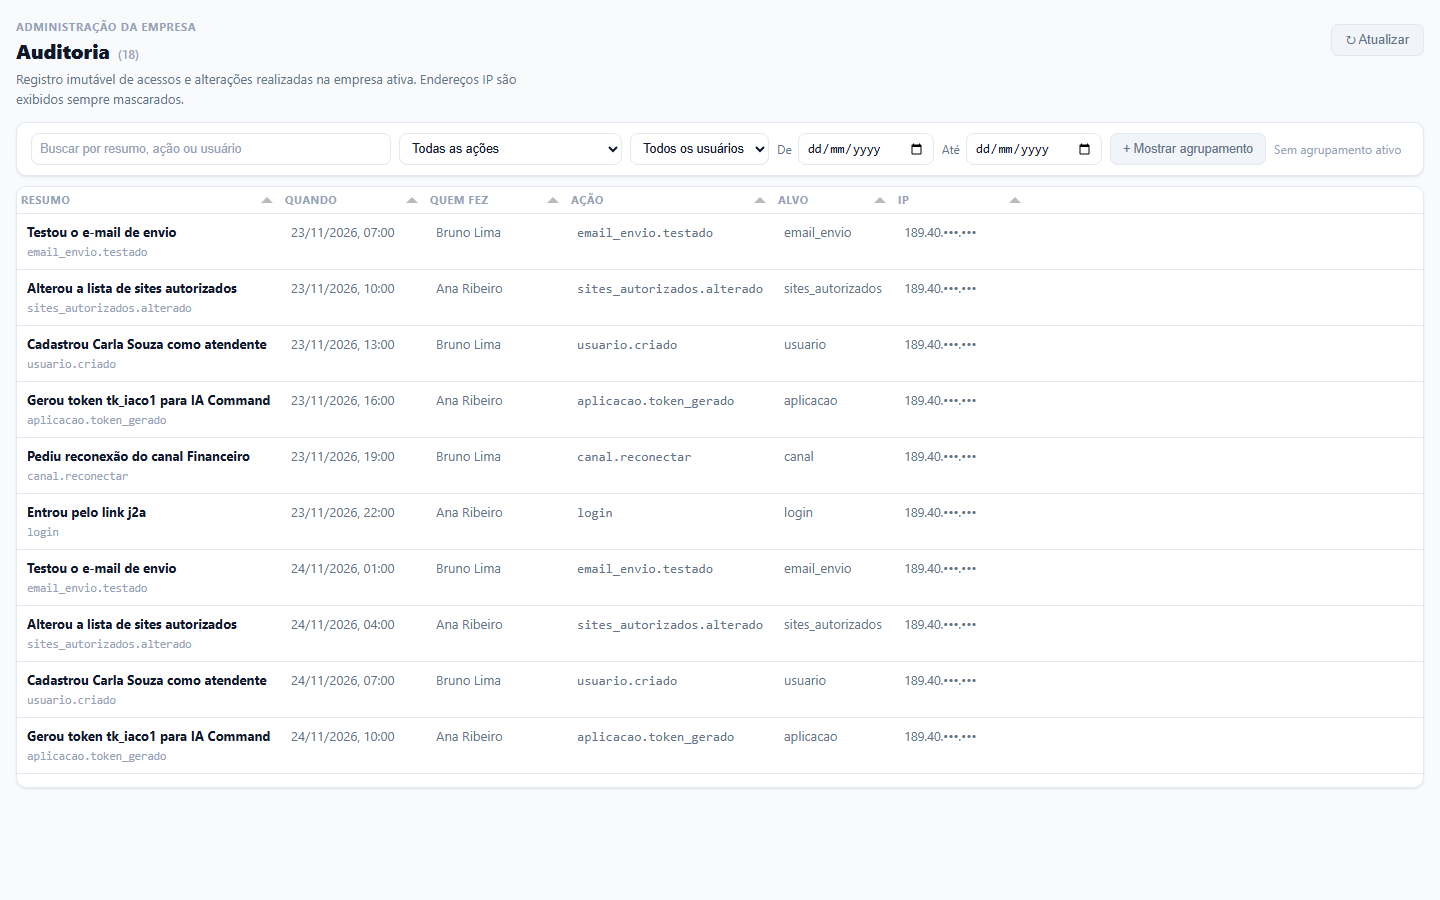 ADMINISTRAÇÃO DA EMPRESA
Auditoria (18)
↻ Atualizar
Registro imutável de acessos e alterações realizadas na empresa ativa. Endereços IP são
exibidos sempre mascarados.
Buscar por resumo, ação ou usuário Todas as ações Todos os usuários De dd/mm/yyyy Até dd/mm/yyyy + Mostrar agrupamento Sem agrupamento ativo
RESUMO QUANDO QUEM FEZ AÇÃO ALVO IP
Testou o e-mail de envio 23/11/2026, 07:00 Bruno Lima email_envio.testado email_envio 189.40.•••.•••
email_envio.testado
Alterou a lista de sites autorizados 23/11/2026, 10:00 Ana Ribeiro sites_autorizados.alterado sites_autorizados 189.40.•••.•••
sites_autorizados.alterado
Cadastrou Carla Souza como atendente 23/11/2026, 13:00 Bruno Lima usuario.criado usuario 189.40.•••.•••
usuario.criado
Gerou token tk_iaco1 para IA Command 23/11/2026, 16:00 Ana Ribeiro aplicacao.token_gerado aplicacao 189.40.•••.•••
aplicacao.token_gerado
Pediu reconexão do canal Financeiro 23/11/2026, 19:00 Bruno Lima canal.reconectar canal 189.40.•••.•••
canal.reconectar
Entrou pelo link j2a 23/11/2026, 22:00 Ana Ribeiro login login 189.40.•••.•••
login
Testou o e-mail de envio 24/11/2026, 01:00 Bruno Lima email_envio.testado email_envio 189.40.•••.•••
email_envio.testado
Alterou a lista de sites autorizados 24/11/2026, 04:00 Ana Ribeiro sites_autorizados.alterado sites_autorizados 189.40.•••.•••
sites_autorizados.alterado
Cadastrou Carla Souza como atendente 24/11/2026, 07:00 Bruno Lima usuario.criado usuario 189.40.•••.•••
usuario.criado
Gerou token tk_iaco1 para IA Command 24/11/2026, 10:00 Ana Ribeiro aplicacao.token_gerado aplicacao 189.40.•••.•••
aplicacao.token_gerado